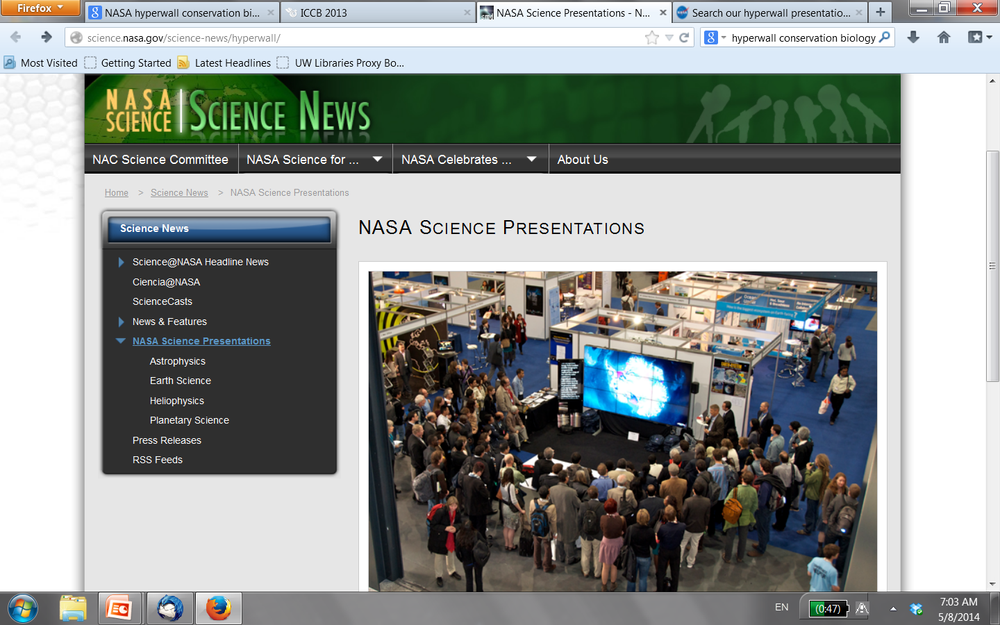 Firefox
NASA hyperwall conservation bi...
ICCB 2013
NASA Science Presentations - N...
Search our hyperwall presentatio...
science.nasa.gov/science-news/hyperwall/
hyperwall conservation biology
Most Visited
Getting Started
Latest Headlines
UW Libraries Proxy Bo...
NASA
SCIENCE
SCIENCE NEWS
NAC Science Committee
NASA Science for ...
NASA Celebrates ...
About Us
Home > Science News > NASA Science Presentations
Science News
Science@NASA Headline News
Ciencia@NASA
ScienceCasts
News & Features
NASA Science Presentations
Astrophysics
Earth Science
Heliophysics
Planetary Science
Press Releases
RSS Feeds
NASA SCIENCE PRESENTATIONS
EN
(0:47)
7:03 AM
5/8/2014